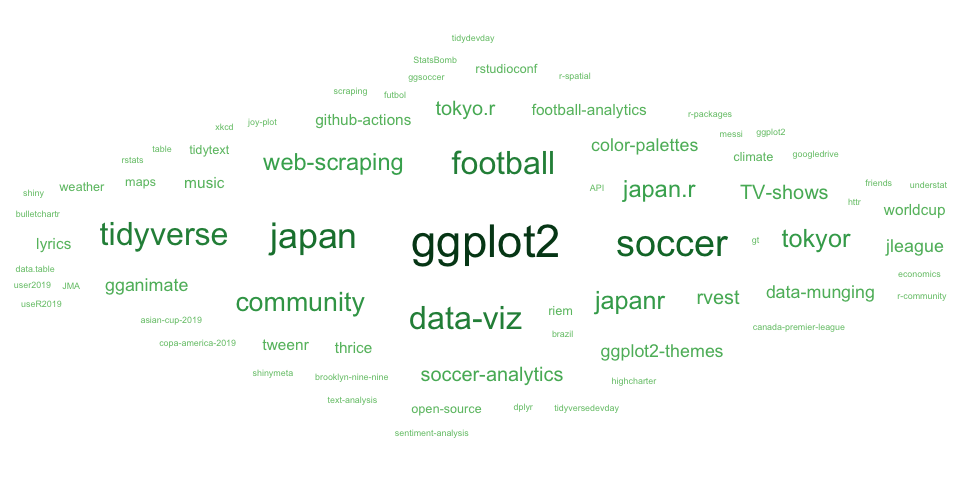 tidydevday
StatsBomb
rstudioconf
ggsoccer
r-spatial
scraping
futbol
tokyo.r
football-analytics
r-packages
xkcd
joy-plot
github-actions
messi
ggplot2
table
tidytext
color-palettes
rstats
web-scraping
football
climate
googledrive
shiny
weather
maps
music
API
japan.r
TV-shows
friends
understat
httr
bulletchartr
worldcup
lyrics
tidyverse
japan
ggplot2
soccer
gt
tokyor
jleague
data.table
user2019
JMA
gganimate
economics
useR2019
community
japanr
rvest
data-munging
r-community
asian-cup-2019
data-viz
riem
brazil
canada-premier-league
copa-america-2019
tweenr
thrice
ggplot2-themes
shinymeta
brooklyn-nine-nine
soccer-analytics
highcharter
text-analysis
open-source
dplyr
tidyversedevday
sentiment-analysis